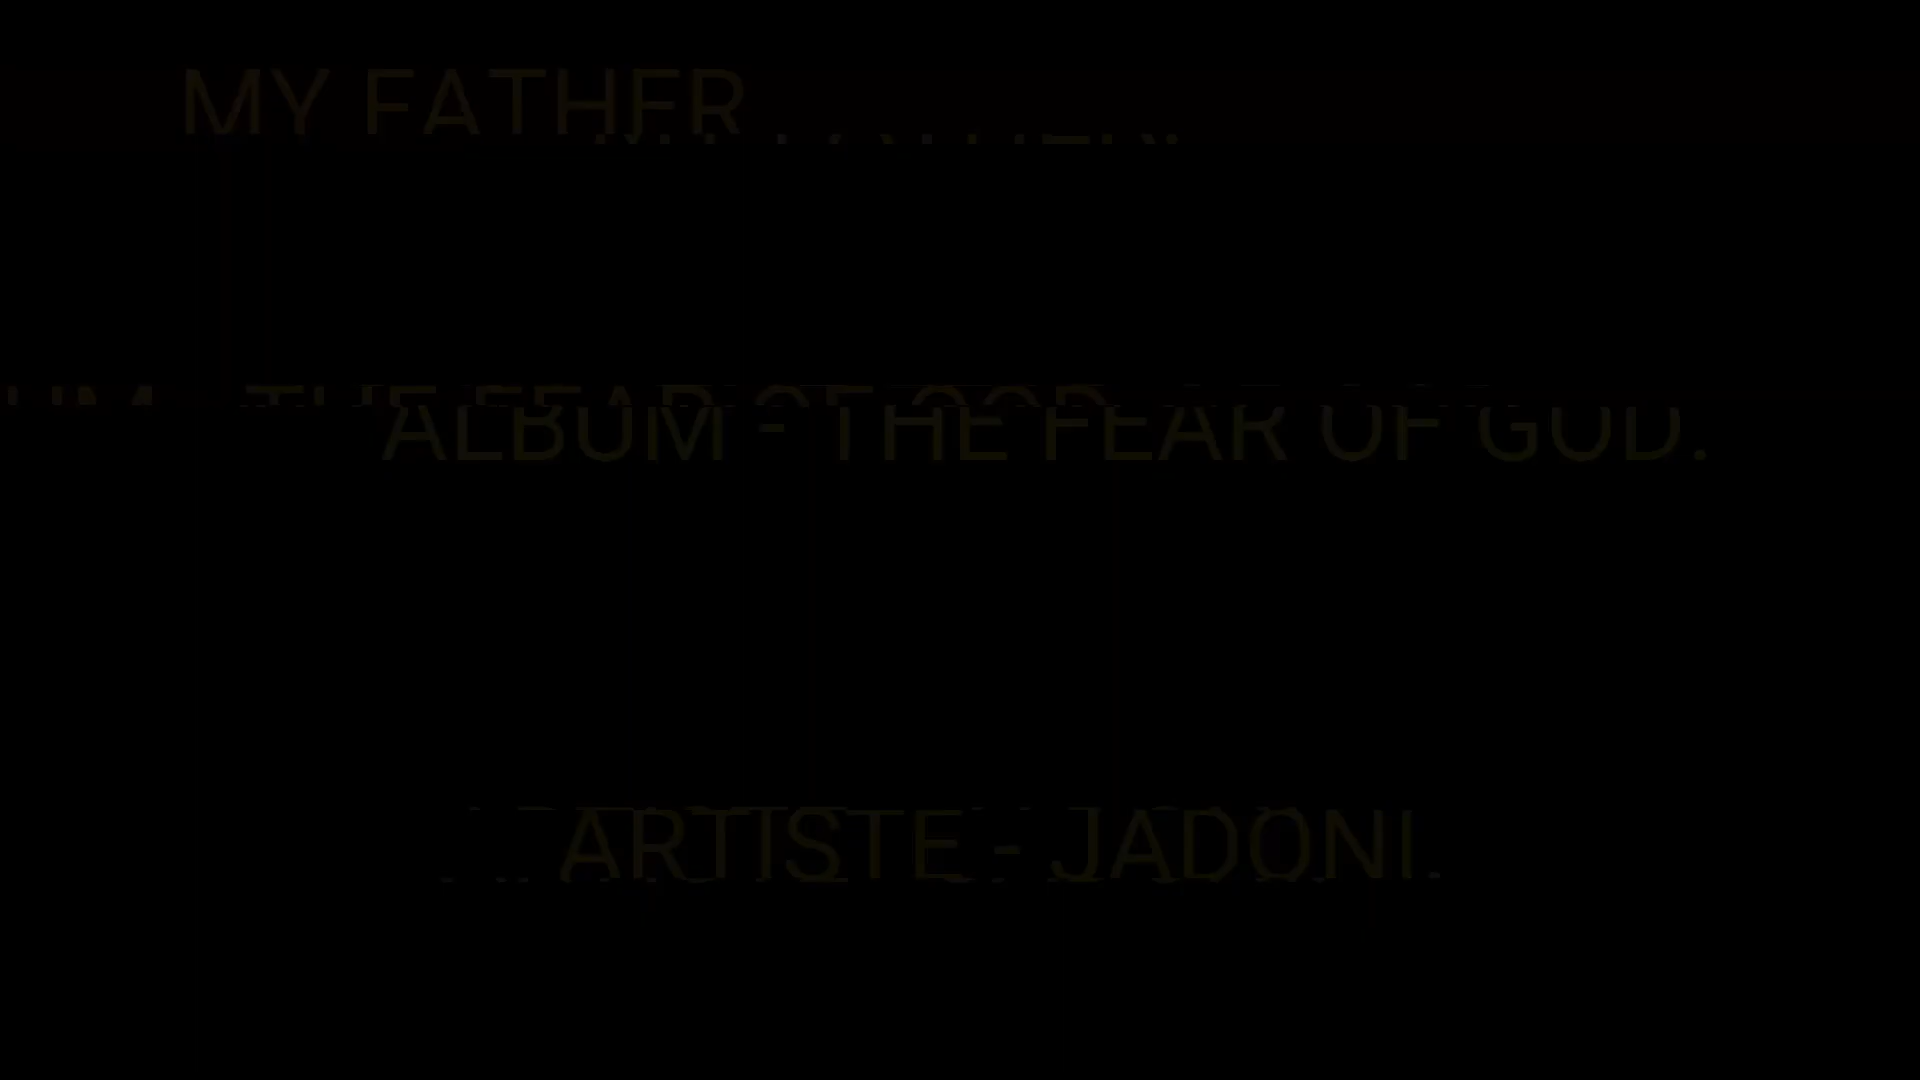 MY FATHER.
ALBUM - THE FEAR OF GOD.
ARTISTE - JADONI.